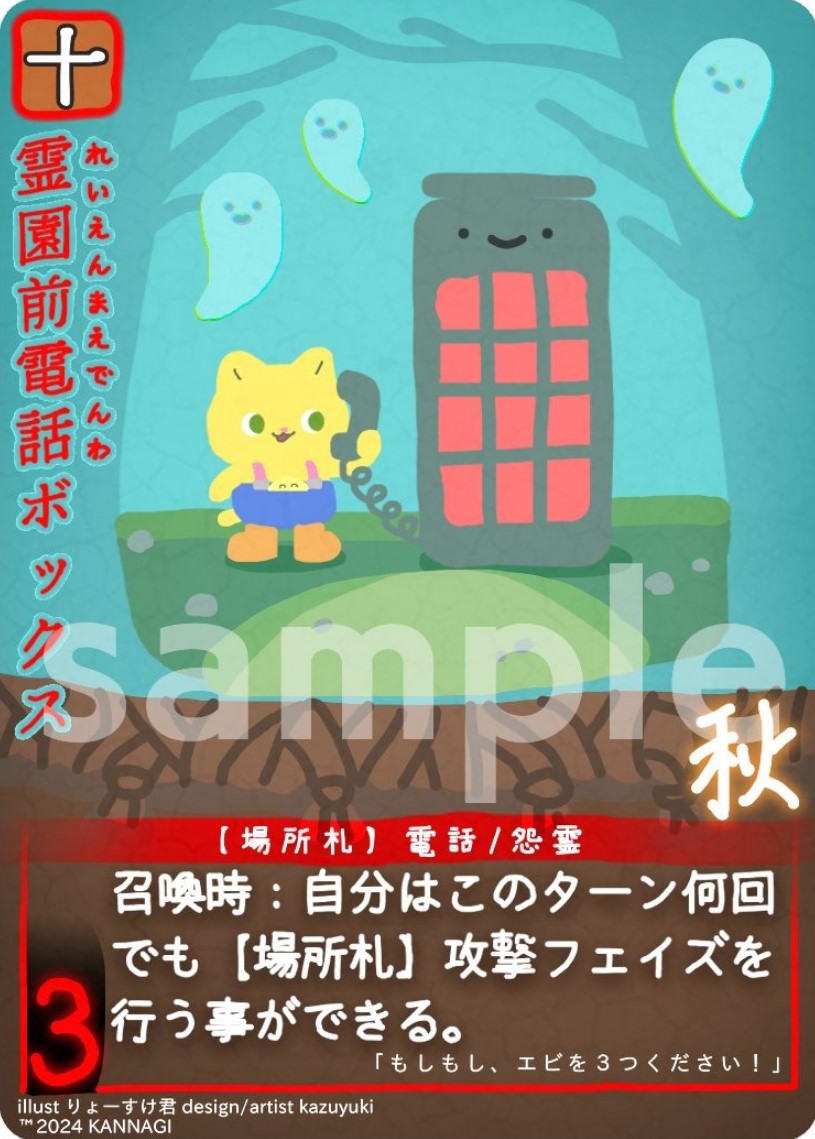 十
霊園前電話ボックス
れいえんまえでんわ
sample
秋
【場所札】電話/怨霊
召喚時：自分はこのターン何回
でも【場所札】攻撃フェイズを
行う事ができる。
「もしもし、エビを3つください！」
3
illust りょーすけ君 design/artist kazuyuki
™2024 KANNAGI